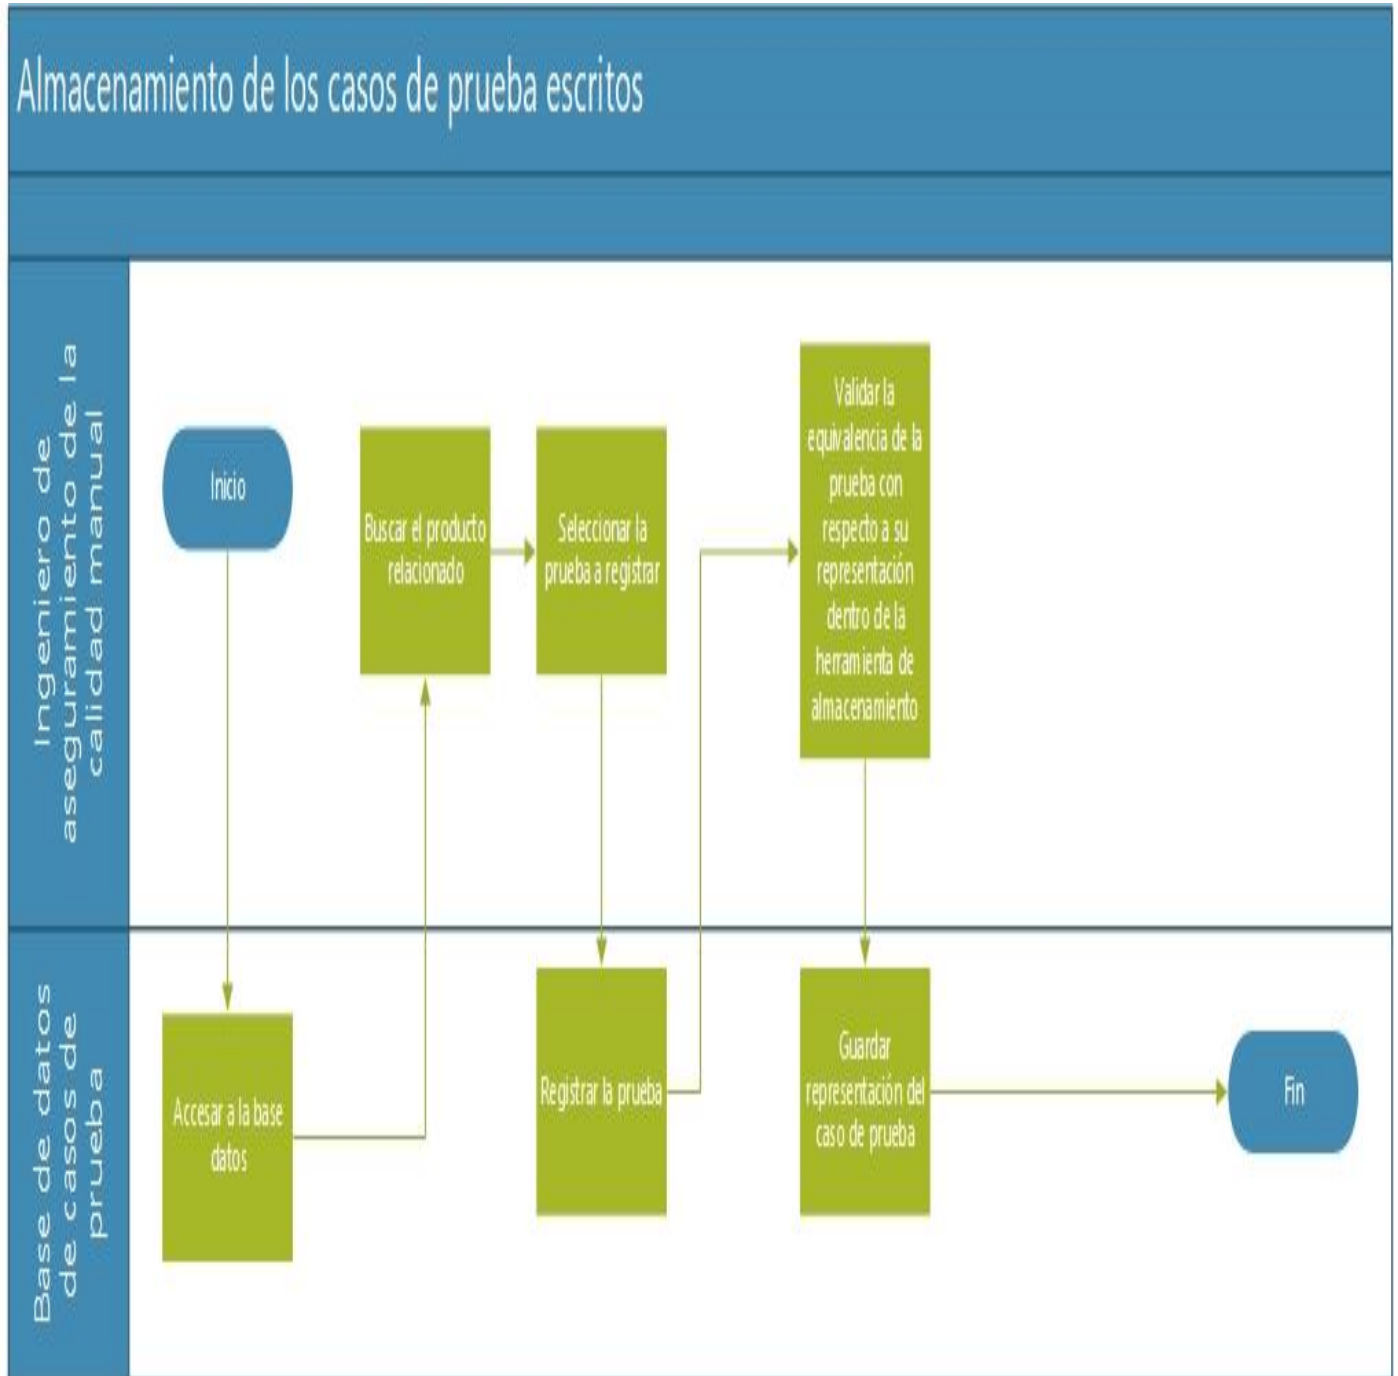 Almacenamiento de los casos de prueba escritos
Ingeniero de
aseguramiento de la
calidad manual
Inicio
Buscar el producto
relacionado
Seleccionar la
prueba a registrar
Validar la
equivalencia de la
prueba con
respecto a su
representación
dentro de la
herramienta de
almacenamiento
Base de datos
de casos de
prueba
Accesar a la base
datos
Registrar la prueba
Guardar
representación del
caso de prueba
Fin